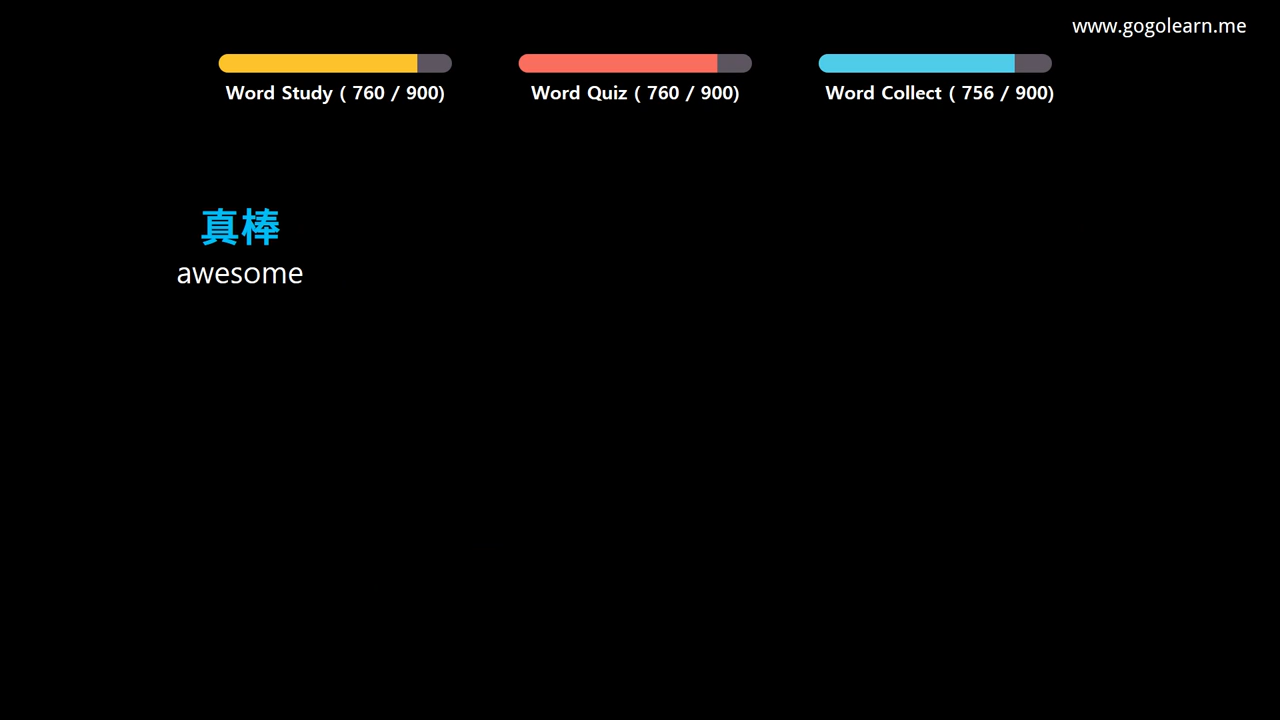 www.gogolearn.me
Word Study ( 760 / 900)
Word Quiz ( 760 / 900)
Word Collect ( 756 / 900)
真棒
awesome